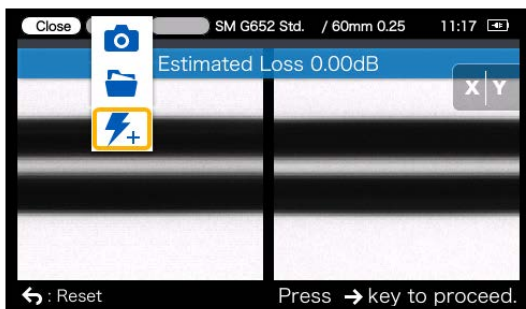 Close SM G652 Std. / 60mm 0.25 11:17
Estimated Loss 0.00dB
X|Y
: Reset Press → key to proceed.